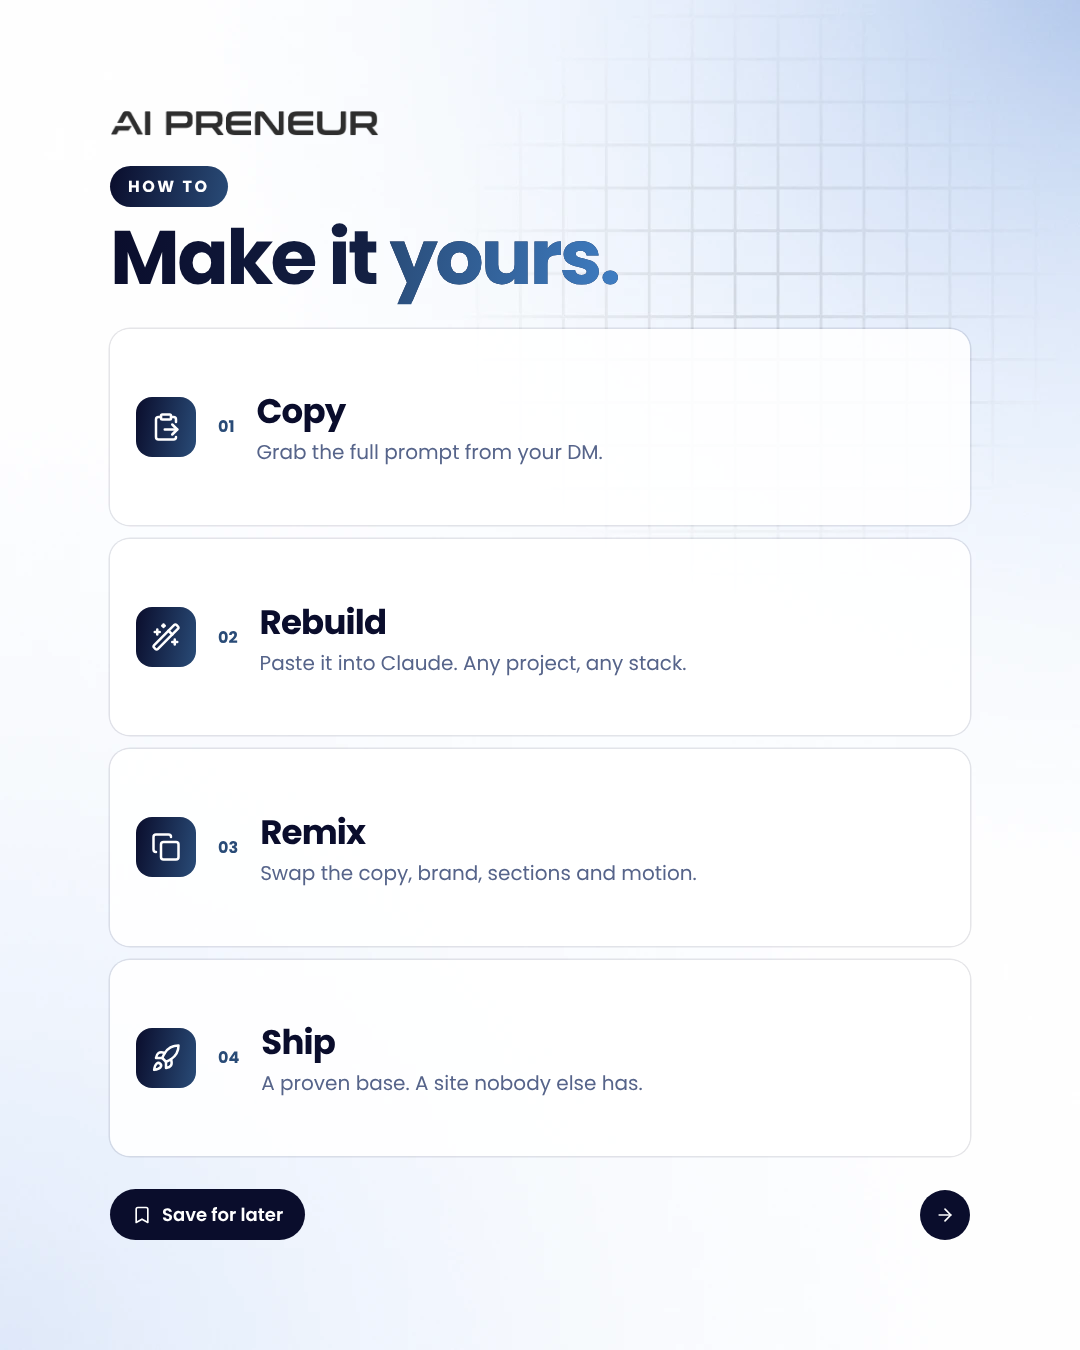 AI PRENEUR
HOW TO
Make it yours.
01
Copy
Grab the full prompt from your DM.
02
Rebuild
Paste it into Claude. Any project, any stack.
03
Remix
Swap the copy, brand, sections and motion.
04
Ship
A proven base. A site nobody else has.
Save for later